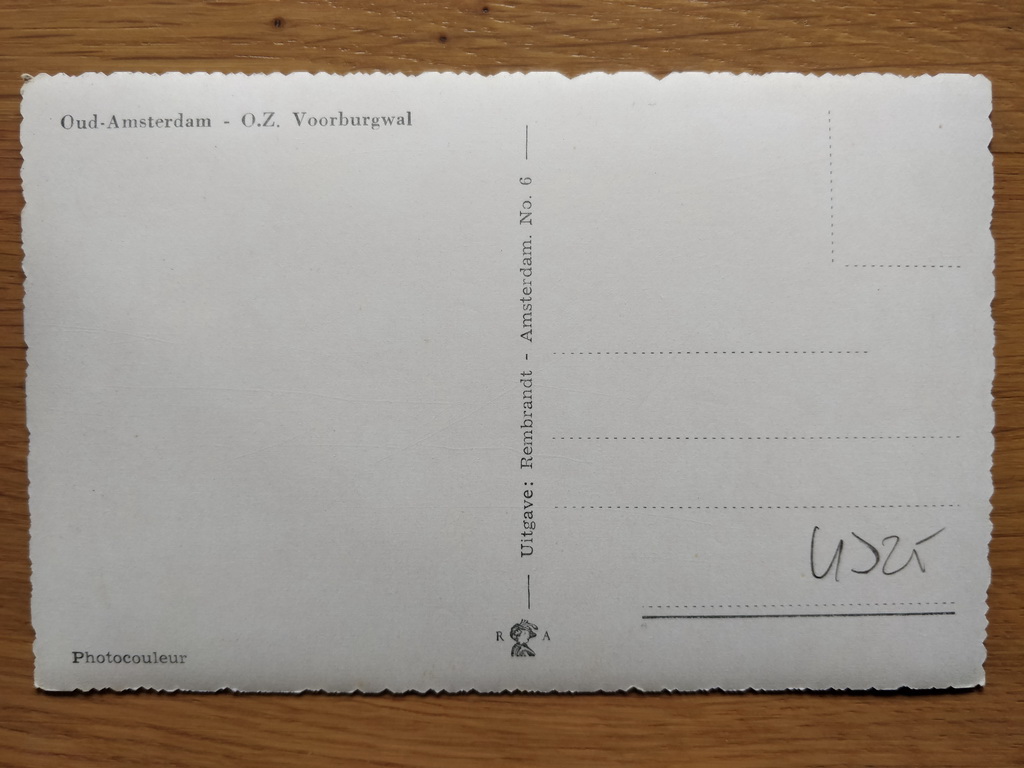 Oud-Amsterdam - O.Z. Voorburgwal
Uitgave: Rembrandt - Amsterdam. No. 6
R A
Photocouleur